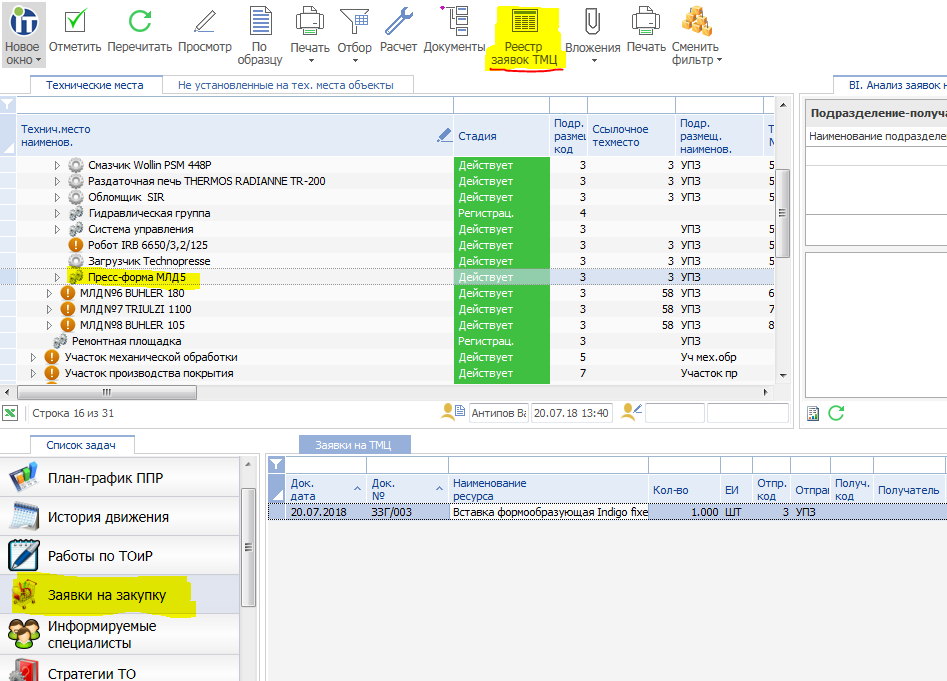 Новое
окно
Отметить
Перечитать
Просмотр
По
образцу
Печать
Отбор
Расчет
Документы
Реестр
заявок ТМЦ
Вложения
Печать
Сменить
фильтр
Технические места
Не установленные на тех. места объекты
BI. Анализ заявок н
Технич.место
наименов.
Стадия
Подр.
размец
код
Ссылочное
техместо
Подр.
размещ.
наименов.
Т
N
Смазчик Wollin PSM 448P Действует 3 3 УПЗ 5
Раздаточная печь THERMOS RADIANNE TR-200 Действует 3 3 УПЗ 5
Обломщик SIR Действует 3 3 УПЗ 5
Гидравлическая группа Регистрац. 4
Система управления Действует 3 УПЗ 5
Робот IRB 6650/3,2/125 Действует 3 3 УПЗ 5
Загрузчик Technopresse Действует 3 3 УПЗ 5
Пресс-форма МЛД5 Действует 3 3 УПЗ
МЛД№6 BUHLER 180 Действует 3 58 УПЗ 6
МЛД№7 TRIULZI 1100 Действует 3 58 УПЗ 7
МЛД№8 BUHLER 105 Действует 3 58 УПЗ 8
Ремонтная площадка Регистрац. 3 УПЗ
Участок механической обработки Действует 5 Уч мех.обр
Участок производства покрытия Действует 7 Участок пр
Строка 16 из 31
Антипов Ва
20.07.18 13:40
Подразделение-получа
Наименование подразделе
Список задач
План-график ППР
История движения
Работы по ТОиР
Заявки на закупку
Информируемые
специалисты
Стратегии ТО
Заявки на ТМЦ
Док.
дата
Док.
№
Наименование
ресурса
Кол-во
ЕИ
Отпр.
код
Отпра
Получ.
код
Получатель
20.07.2018 ЗЗГ/003 Вставка формообразующая Indigo fixe 1.000 ШТ 3 УПЗ